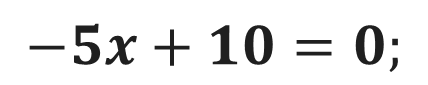 −5x + 10 = 0;